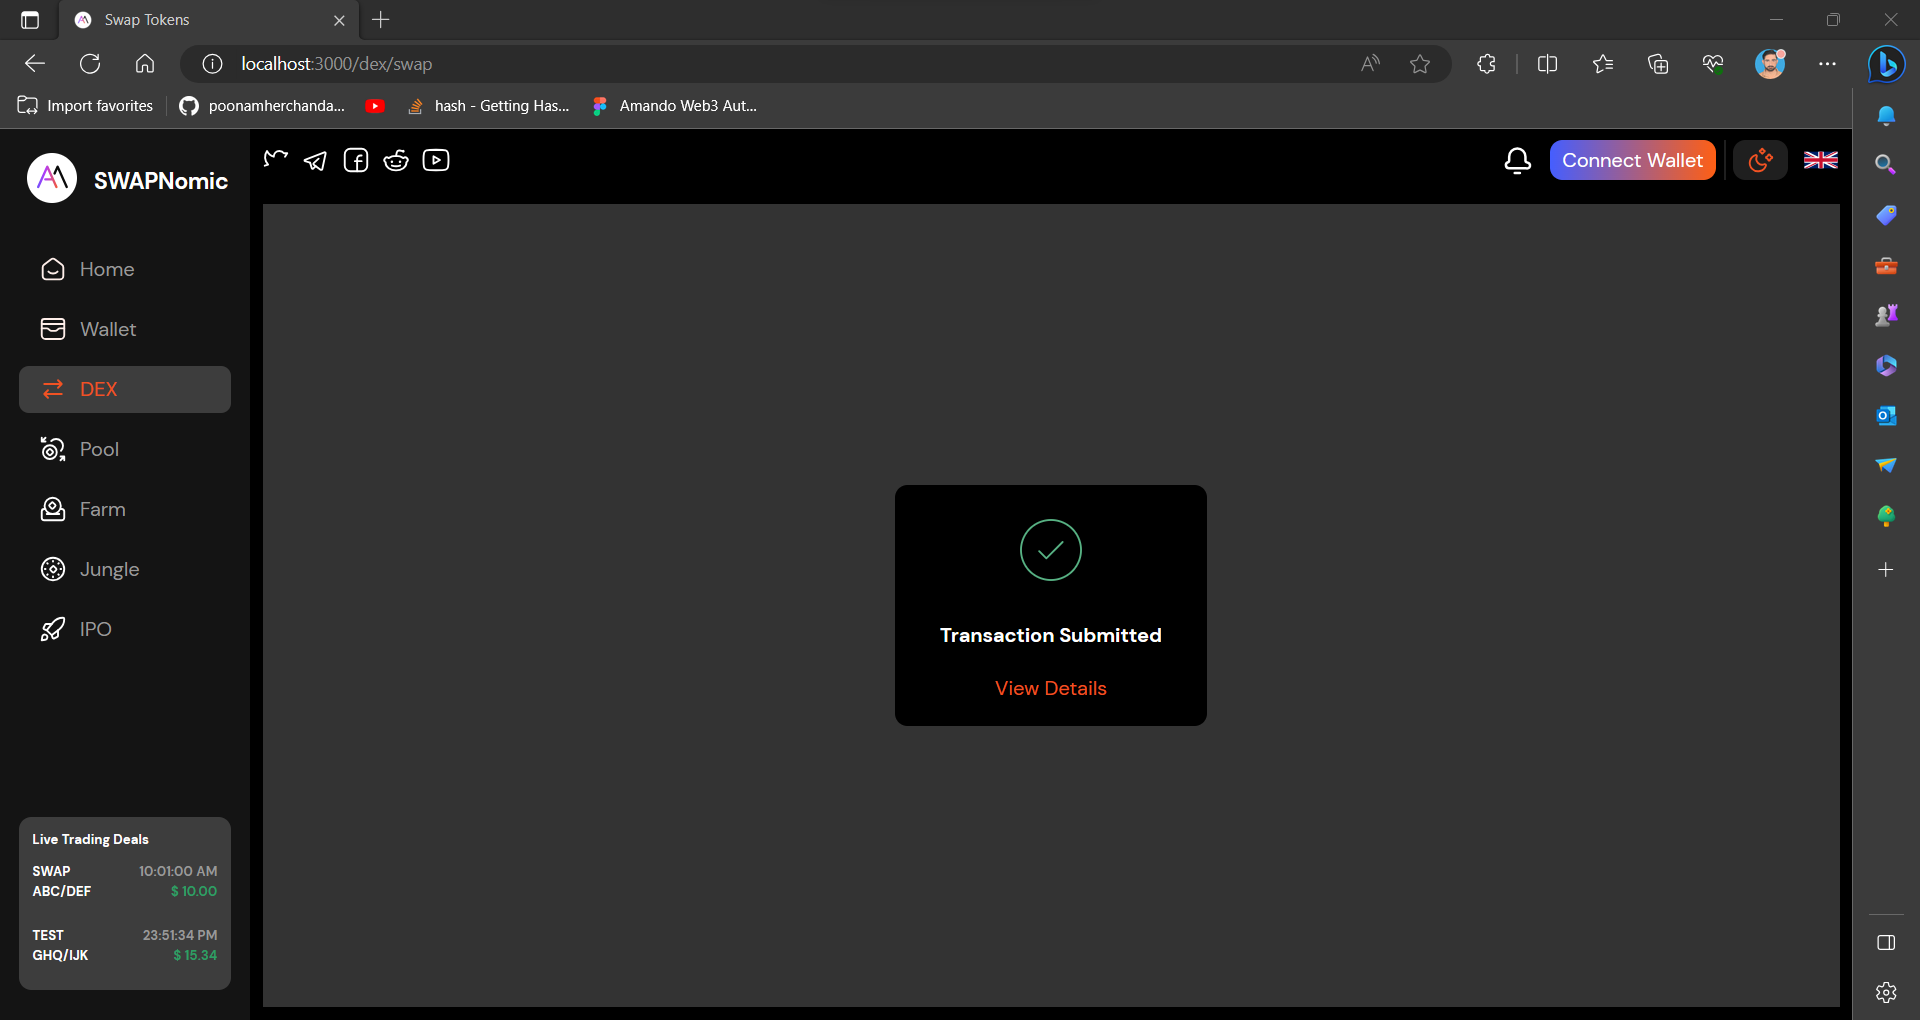 Swap Tokens
localhost:3000/dex/swap
Import favorites
poonamherchanda...
hash - Getting Has...
Amando Web3 Aut...
SWAPNomic
Connect Wallet
Home
Wallet
DEX
Pool
Farm
Jungle
IPO
Transaction Submitted
View Details
Live Trading Deals
SWAP 10:01:00 AM
ABC/DEF $ 10.00
TEST 23:51:34 PM
GHQ/IJK $ 15.34